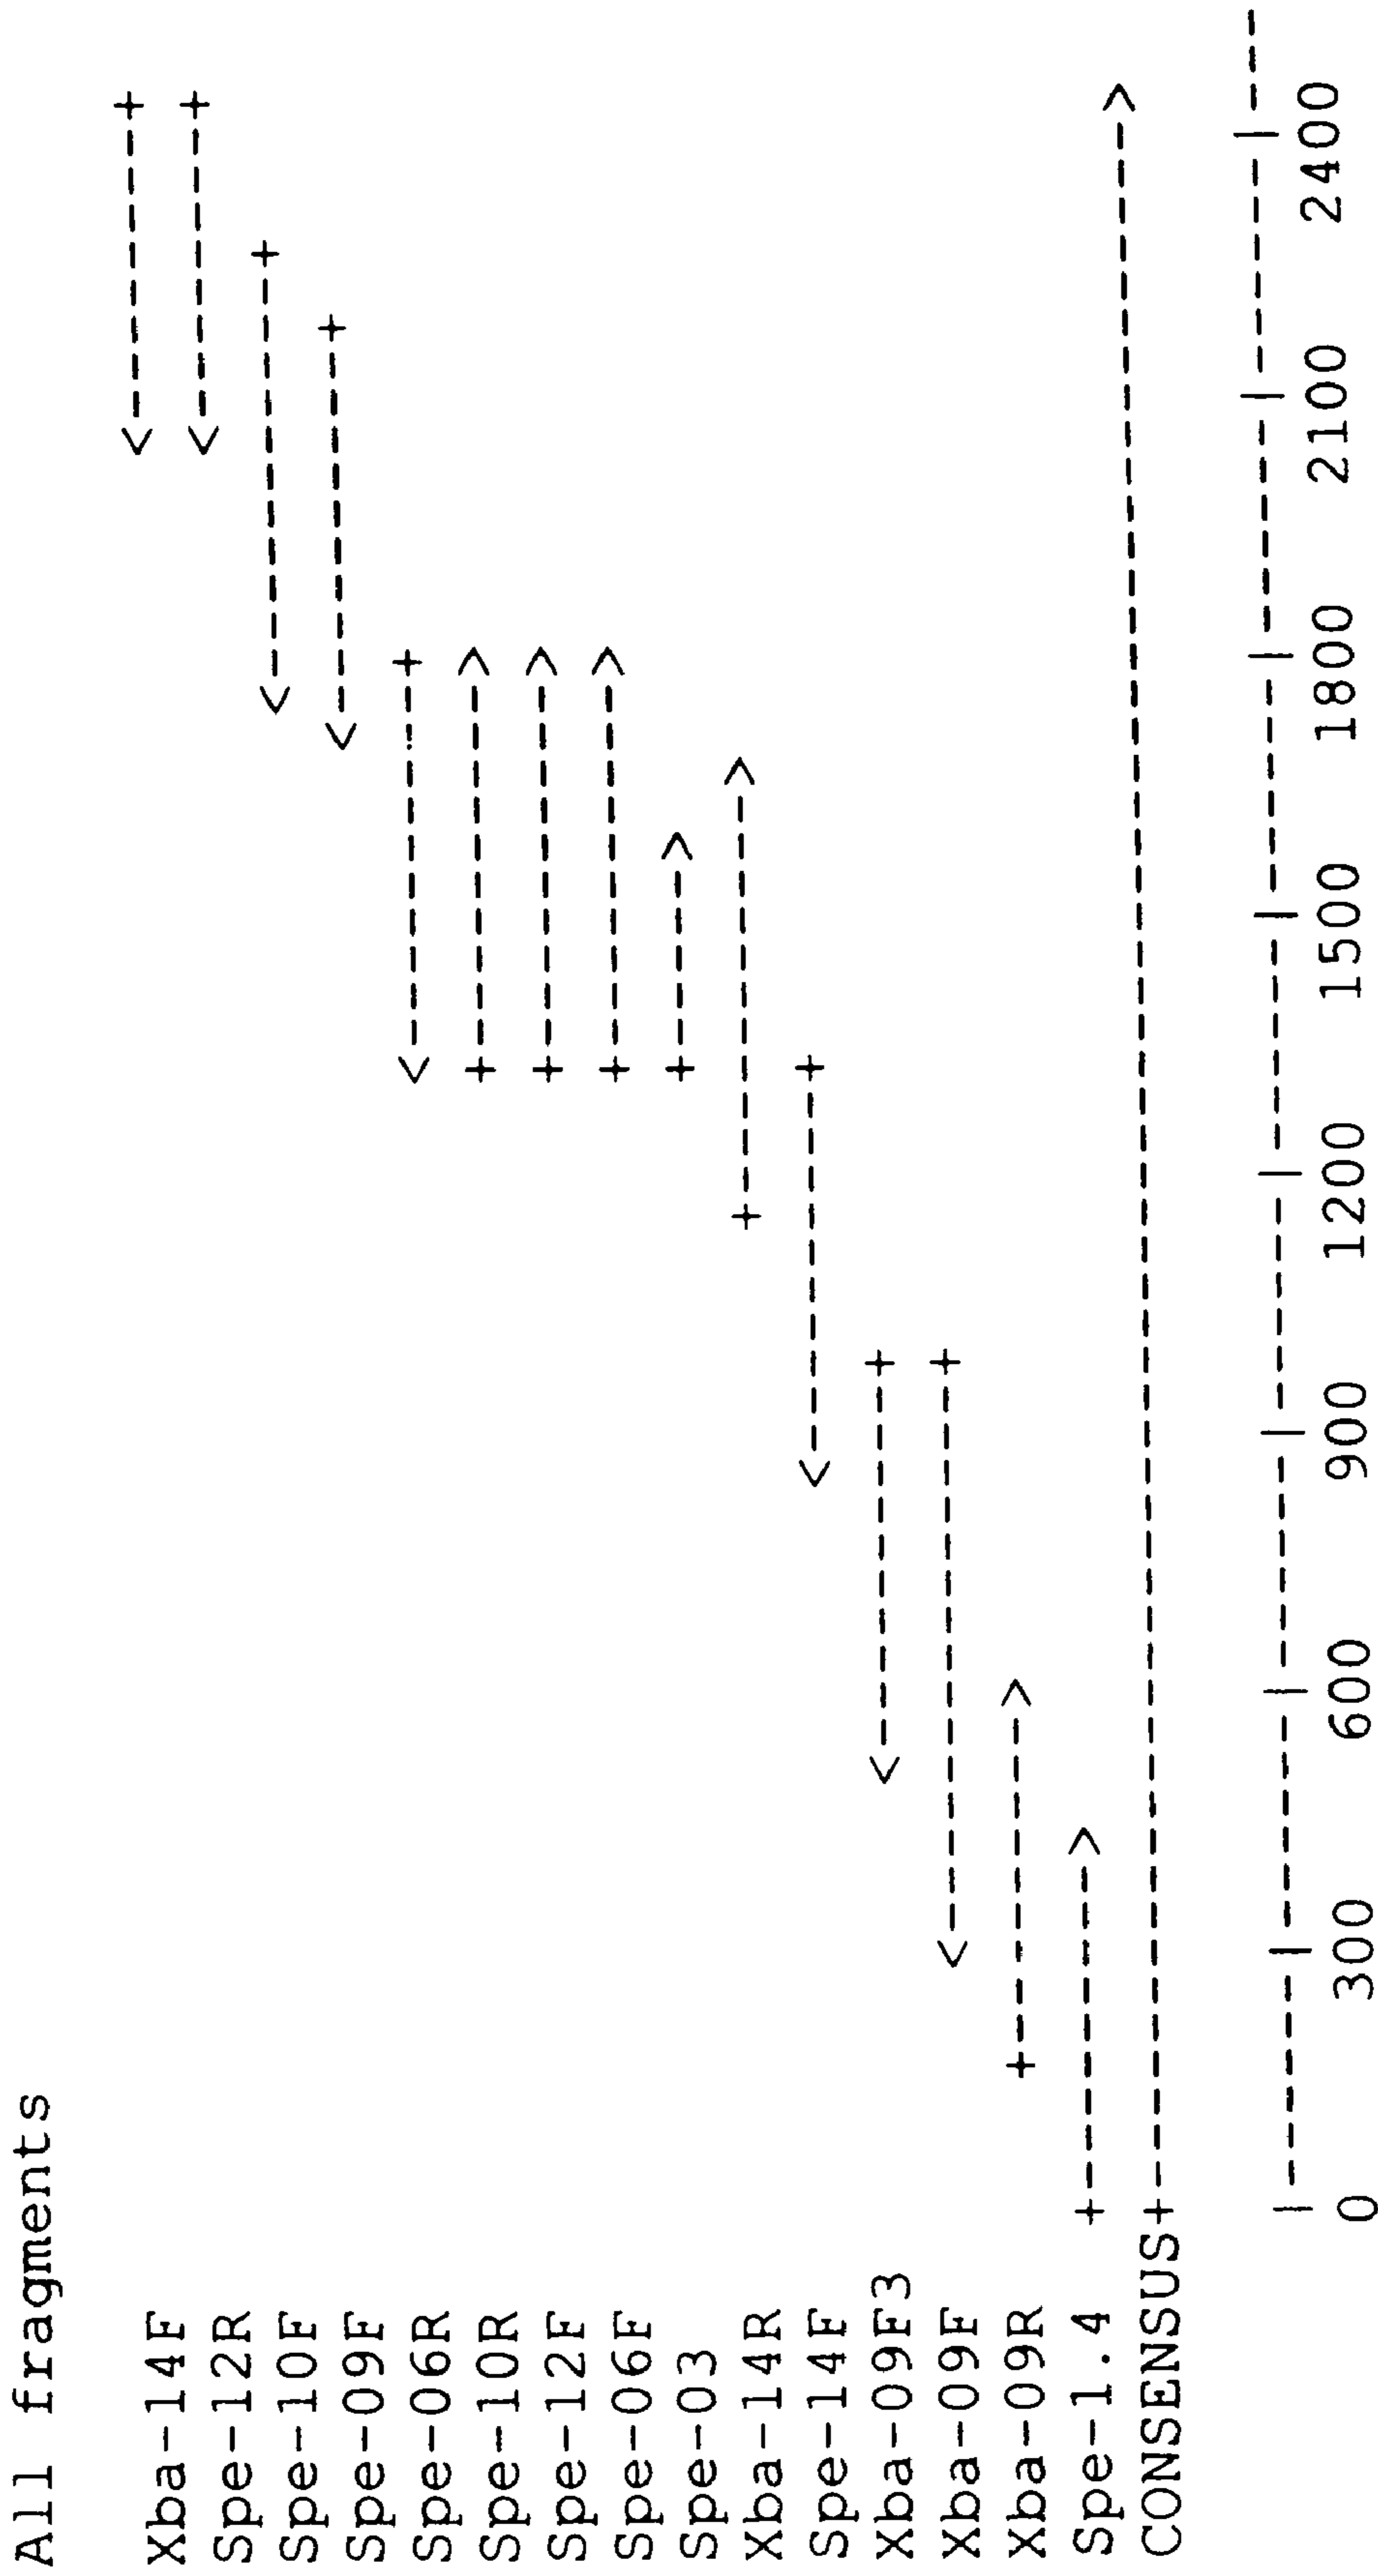 All fragments
Xba-14F <--------+
Spe-12R <--------+
Spe-10F <-----------+
Spe-09F <----------+
Spe-06R <----------+
Spe-10R +---------->
Spe-12F +---------->
Spe-06F +---------->
Spe-03 +----->
Xba-14R +----------->
Spe-14F <----------+
Xba-09F3 <----------+
Xba-09F <---------------+
Xba-09R +--------->
Spe-1.4 +--------->
CONSENSUS+-------------------------------------------------------->
|------|------|------|------|------|------|------|------|---
0 300 600 900 1200 1500 1800 2100 2400